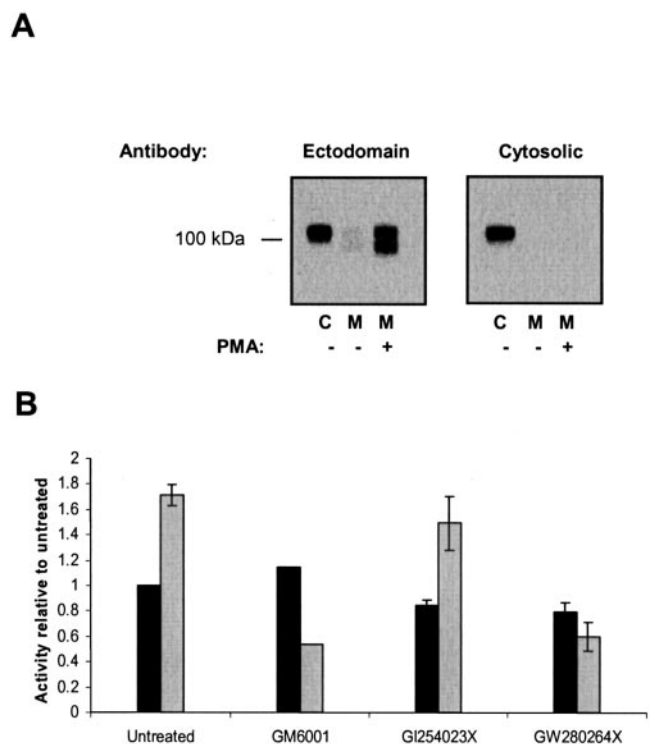 A
Antibody: Ectodomain Cytosolic
100 kDa —
C M M C M M
PMA: - - + - - +
B
Activity relative to untreated
2
1.8
1.6
1.4
1.2
1
0.8
0.6
0.4
0.2
0
Untreated GM6001 GI254023X GW280264X